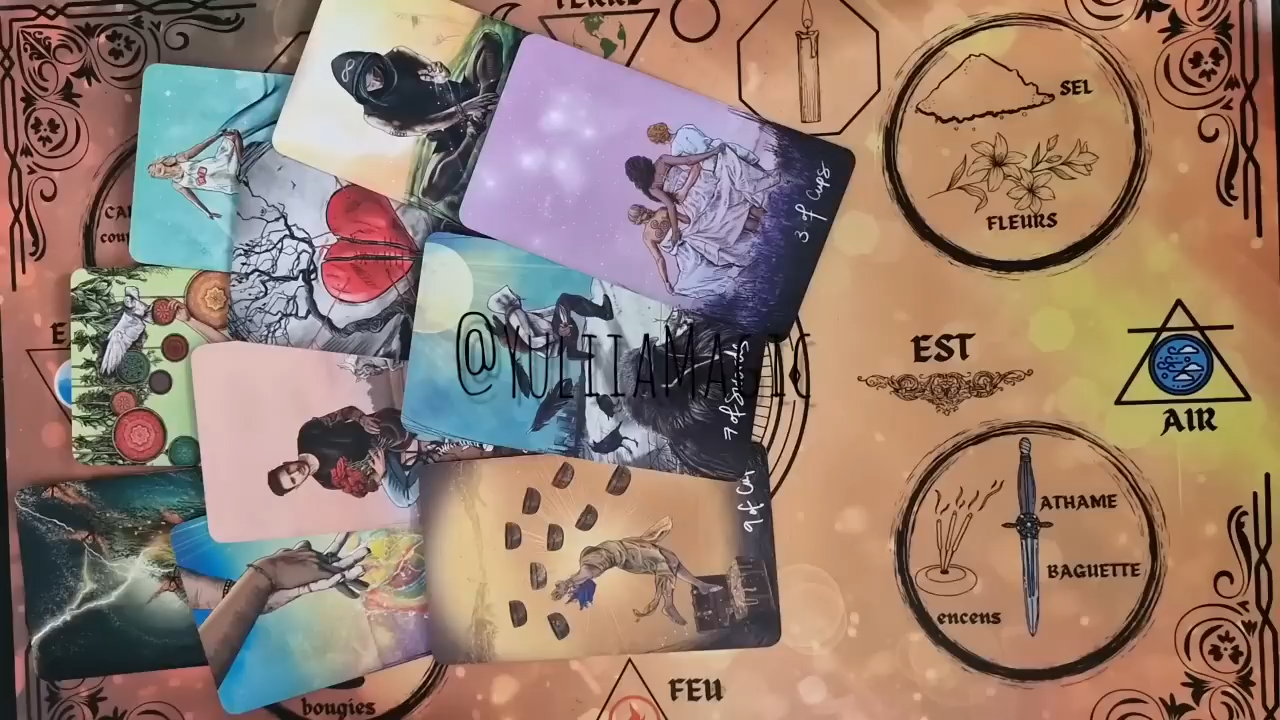 TERRE
SEL
FLEURS
3 of Cups
@YULIIAMAGIC
7 of Swords
EST
AIR
9 of Cup
ATHAME
BAGUETTE
encens
FEU
bougies